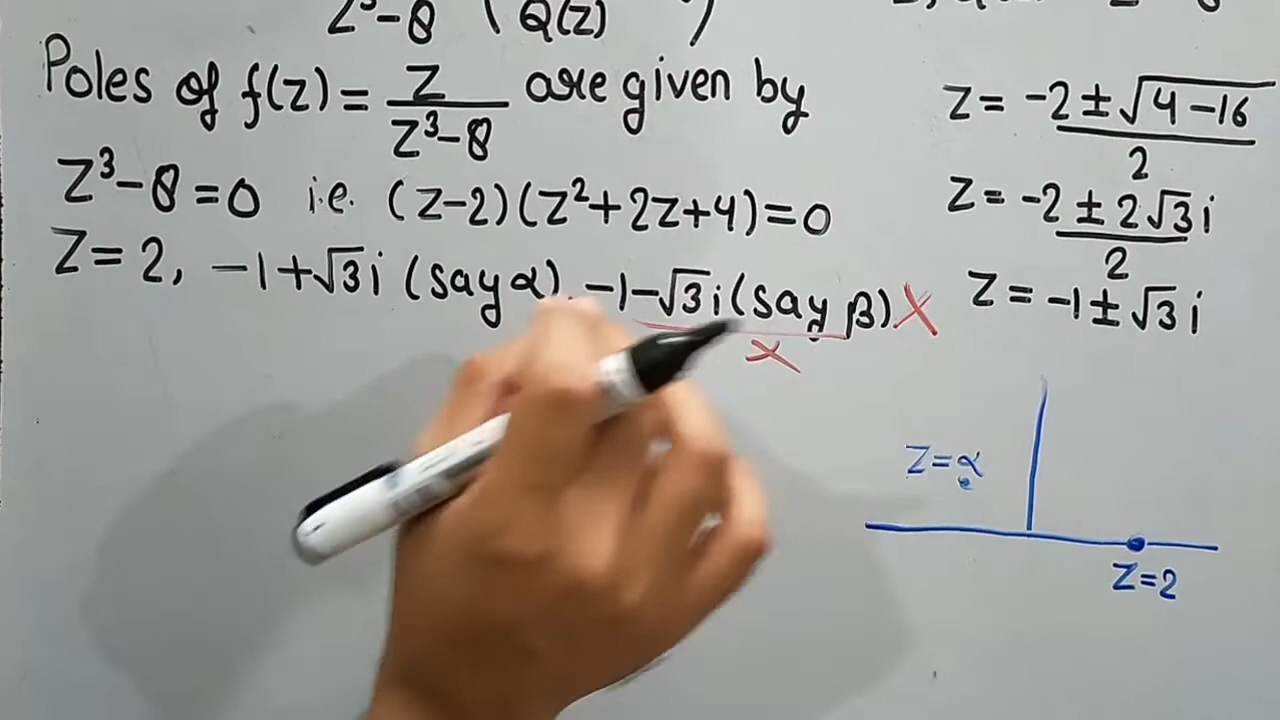 Z³-8 ( Q(z) )
Poles of f(z) = Z/(Z³-8) are given by
Z³-8=0 i.e. (Z-2)(Z²+2Z+4)=0
Z=2, -1+√3i (say α), -1-√3i (say β) X
X
Z = (-2±√(4-16))/2
Z = (-2±2√3i)/2
Z = -1±√3i
Z=α
Z=2